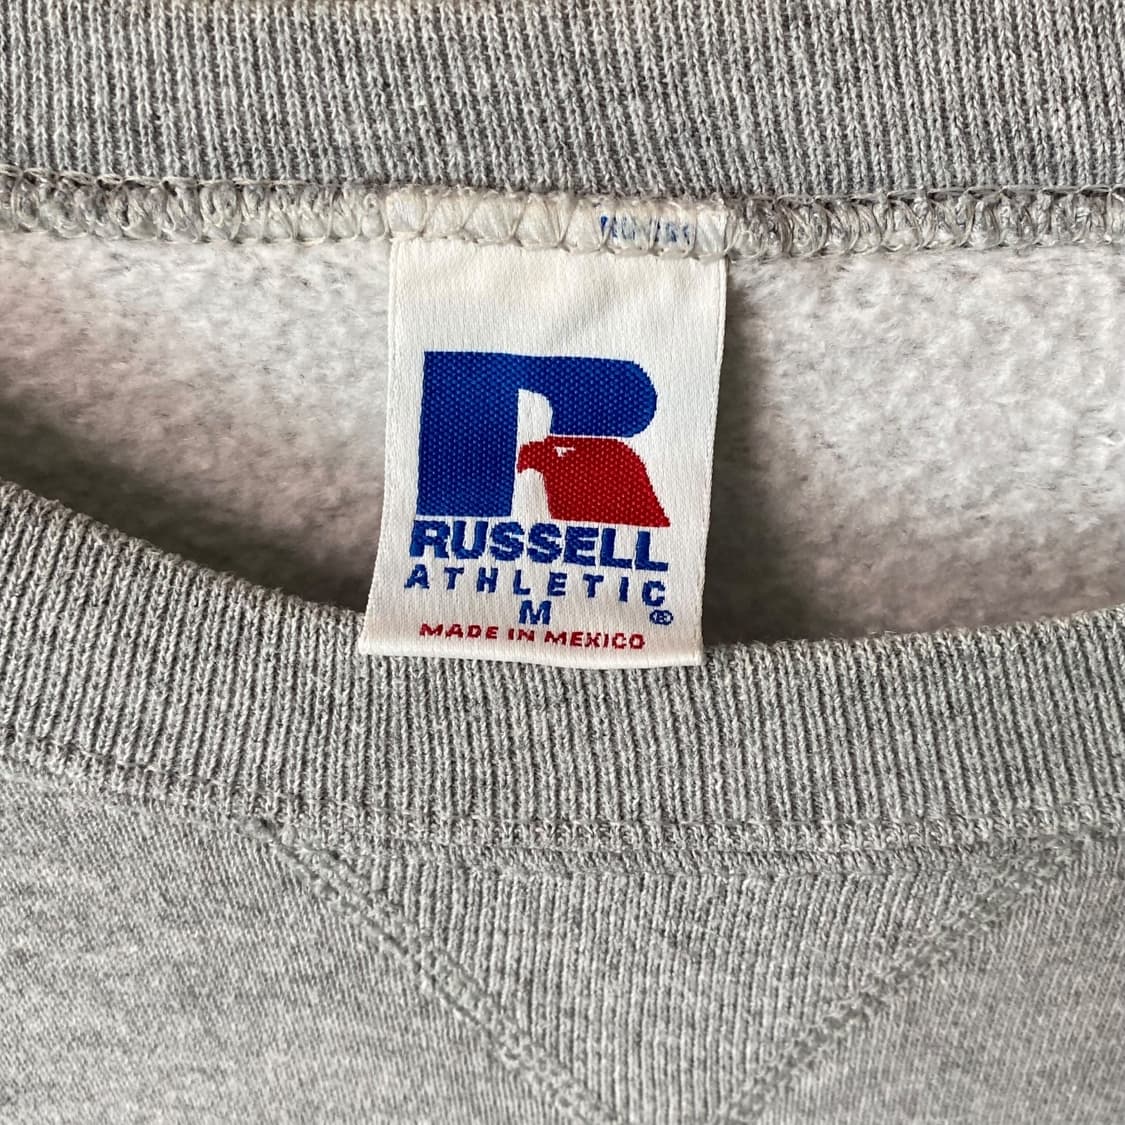 RUSSELL
ATHLETIC
®
M
MADE IN MEXICO